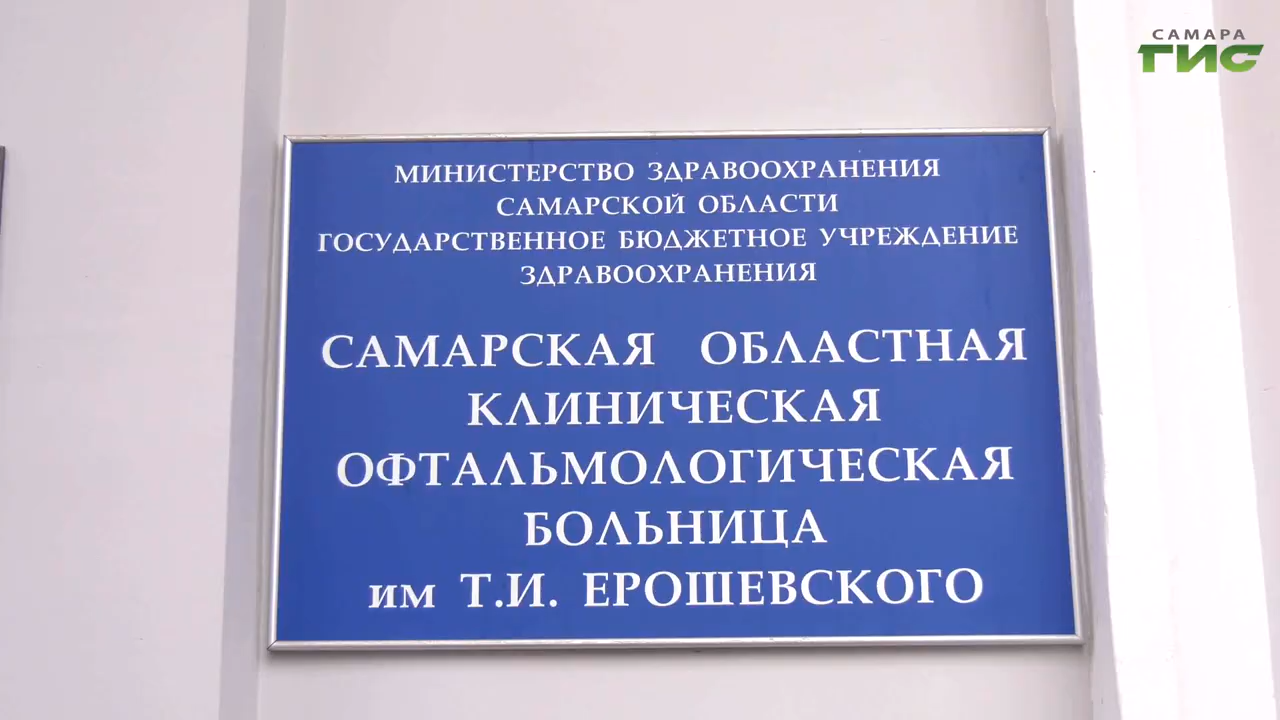 САМАРА
ГИС
МИНИСТЕРСТВО ЗДРАВООХРАНЕНИЯ
САМАРСКОЙ ОБЛАСТИ
ГОСУДАРСТВЕННОЕ БЮДЖЕТНОЕ УЧРЕЖДЕНИЕ
ЗДРАВООХРАНЕНИЯ
САМАРСКАЯ ОБЛАСТНАЯ
КЛИНИЧЕСКАЯ
ОФТАЛЬМОЛОГИЧЕСКАЯ
БОЛЬНИЦА
им Т.И. ЕРОШЕВСКОГО